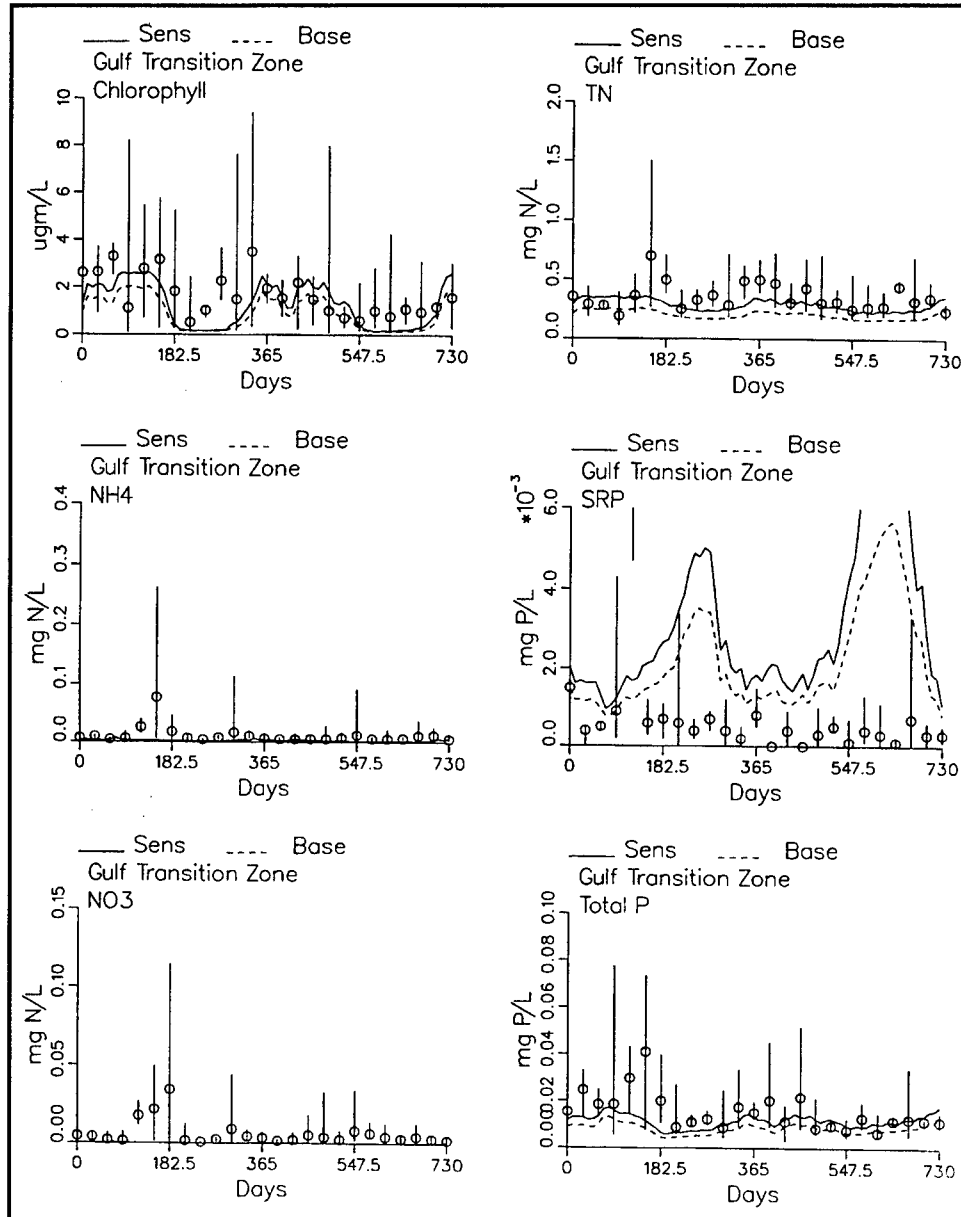 Sens Base
Gulf Transition Zone
Chlorophyll
10
8
6
4
2
0
ugm/L
0 182.5 365 547.5 730
Days
Sens Base
Gulf Transition Zone
TN
2.0
1.5
1.0
0.5
0.0
mg N/L
0 182.5 365 547.5 730
Days
Sens Base
Gulf Transition Zone
NH4
0.4
0.3
0.2
0.1
0.0
mg N/L
0 182.5 365 547.5 730
Days
Sens Base
Gulf Transition Zone
SRP
*10⁻³
6.0
4.0
2.0
0.0
mg P/L
0 182.5 365 547.5 730
Days
Sens Base
Gulf Transition Zone
NO3
0.15
0.10
0.05
0.00
mg N/L
0 182.5 365 547.5 730
Days
Sens Base
Gulf Transition Zone
Total P
0.10
0.08
0.06
0.04
0.02
0.00
mg P/L
0 182.5 365 547.5 730
Days